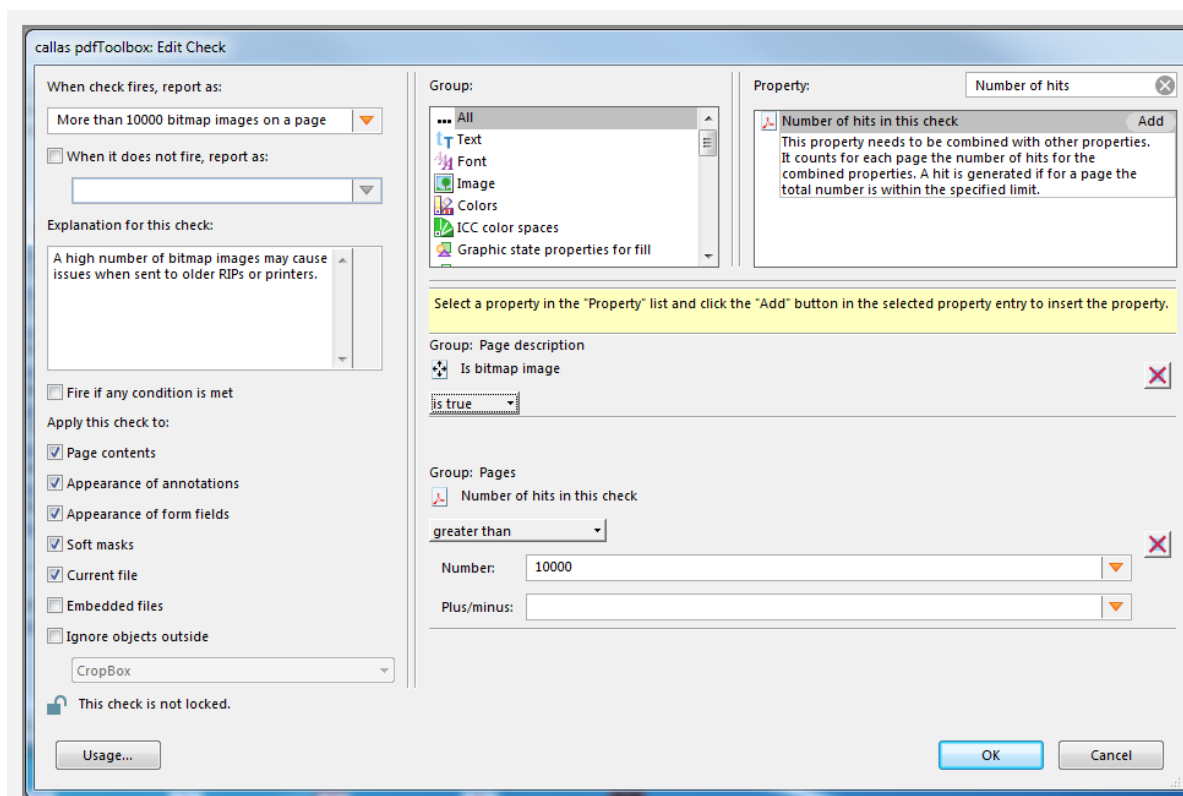 callas pdfToolbox: Edit Check
When check fires, report as:
More than 10000 bitmap images on a page
When it does not fire, report as:
Explanation for this check:
A high number of bitmap images may cause
issues when sent to older RIPs or printers.
Fire if any condition is met
Apply this check to:
Page contents
Appearance of annotations
Appearance of form fields
Soft masks
Current file
Embedded files
Ignore objects outside
CropBox
This check is not locked.
Usage...
Group:
All
Text
Font
Image
Colors
ICC color spaces
Graphic state properties for fill
Property:
Number of hits
Number of hits in this check
Add
This property needs to be combined with other properties.
It counts for each page the number of hits for the
combined properties. A hit is generated if for a page the
total number is within the specified limit.
Select a property in the "Property" list and click the "Add" button in the selected property entry to insert the property.
Group: Page description
Is bitmap image
is true
Group: Pages
Number of hits in this check
greater than
Number: 10000
Plus/minus:
OK
Cancel